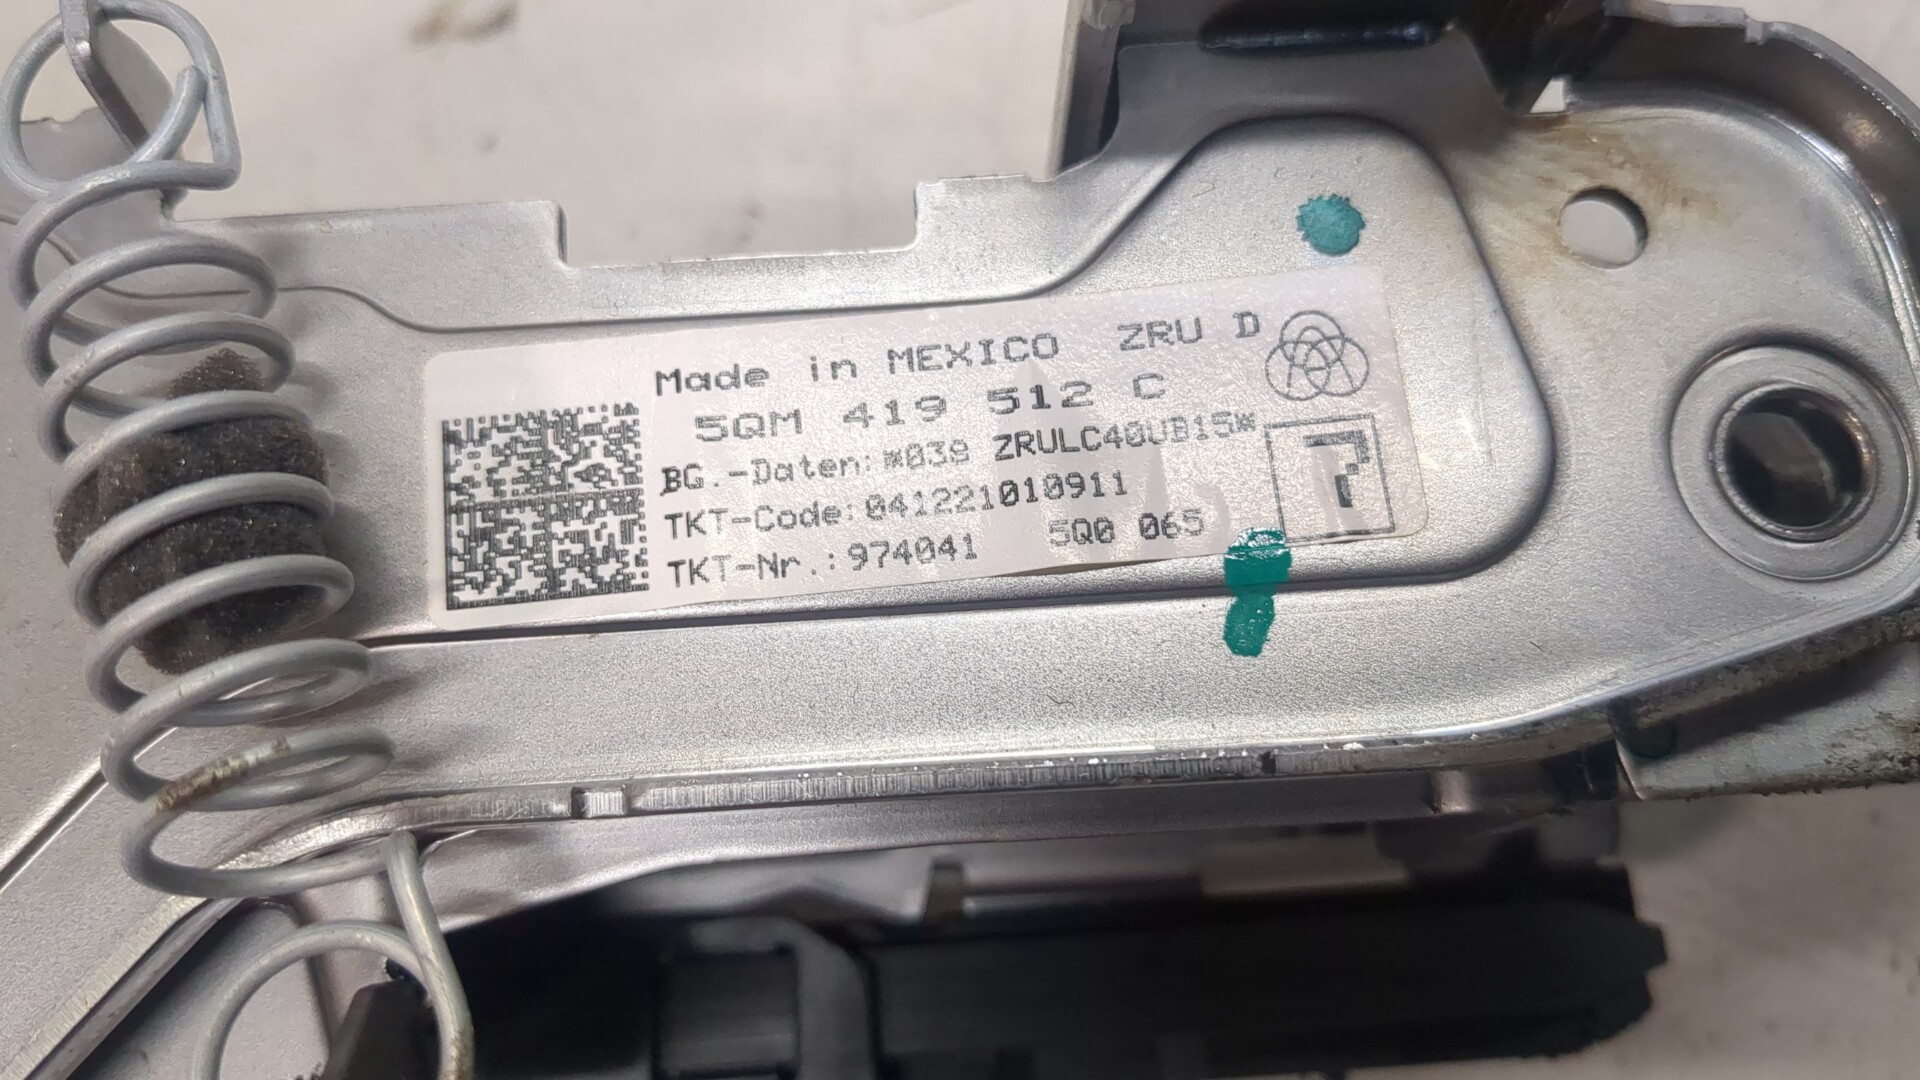 Made in MEXICO ZRU D
5QM 419 512 C
BG.-Daten:*038 ZRULC40UB15*
TKT-Code:041221010911
TKT-Nr.:974041 5Q0 065
7